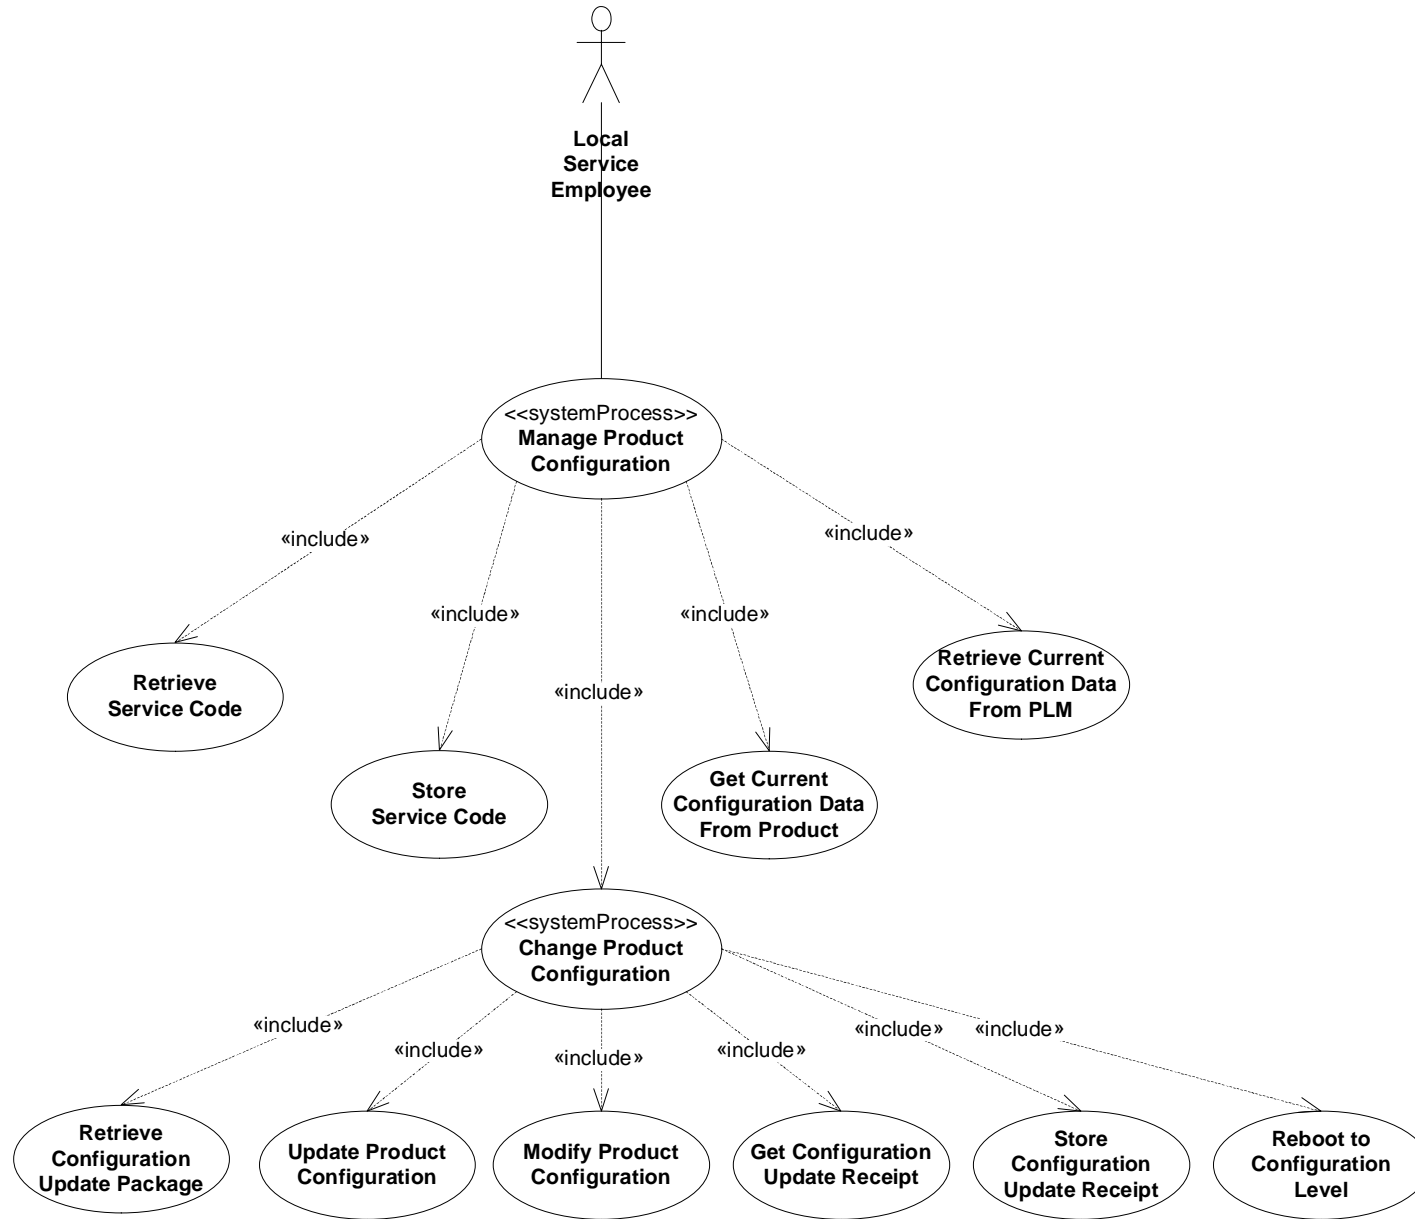 Local
Service
Employee
<<systemProcess>>
Manage Product
Configuration
«include»
«include»
«include»
«include»
«include»
Retrieve
Service Code
Store
Service Code
Get Current
Configuration Data
From Product
Retrieve Current
Configuration Data
From PLM
<<systemProcess>>
Change Product
Configuration
«include»
«include»
«include»
«include»
«include»
«include»
Retrieve
Configuration
Update Package
Update Product
Configuration
Modify Product
Configuration
Get Configuration
Update Receipt
Store
Configuration
Update Receipt
Reboot to
Configuration
Level